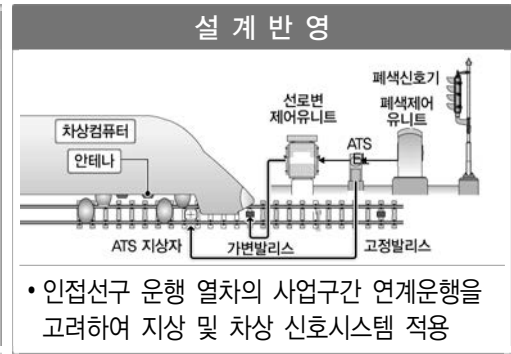 설 계 반 영
폐색신호기
선로변
제어유니트
폐색제어
유니트
차상컴퓨터
ATS
안테나
ATS 지상자
가변발리스
고정발리스
• 인접선구 운행 열차의 사업구간 연계운행을
고려하여 지상 및 차상 신호시스템 적용